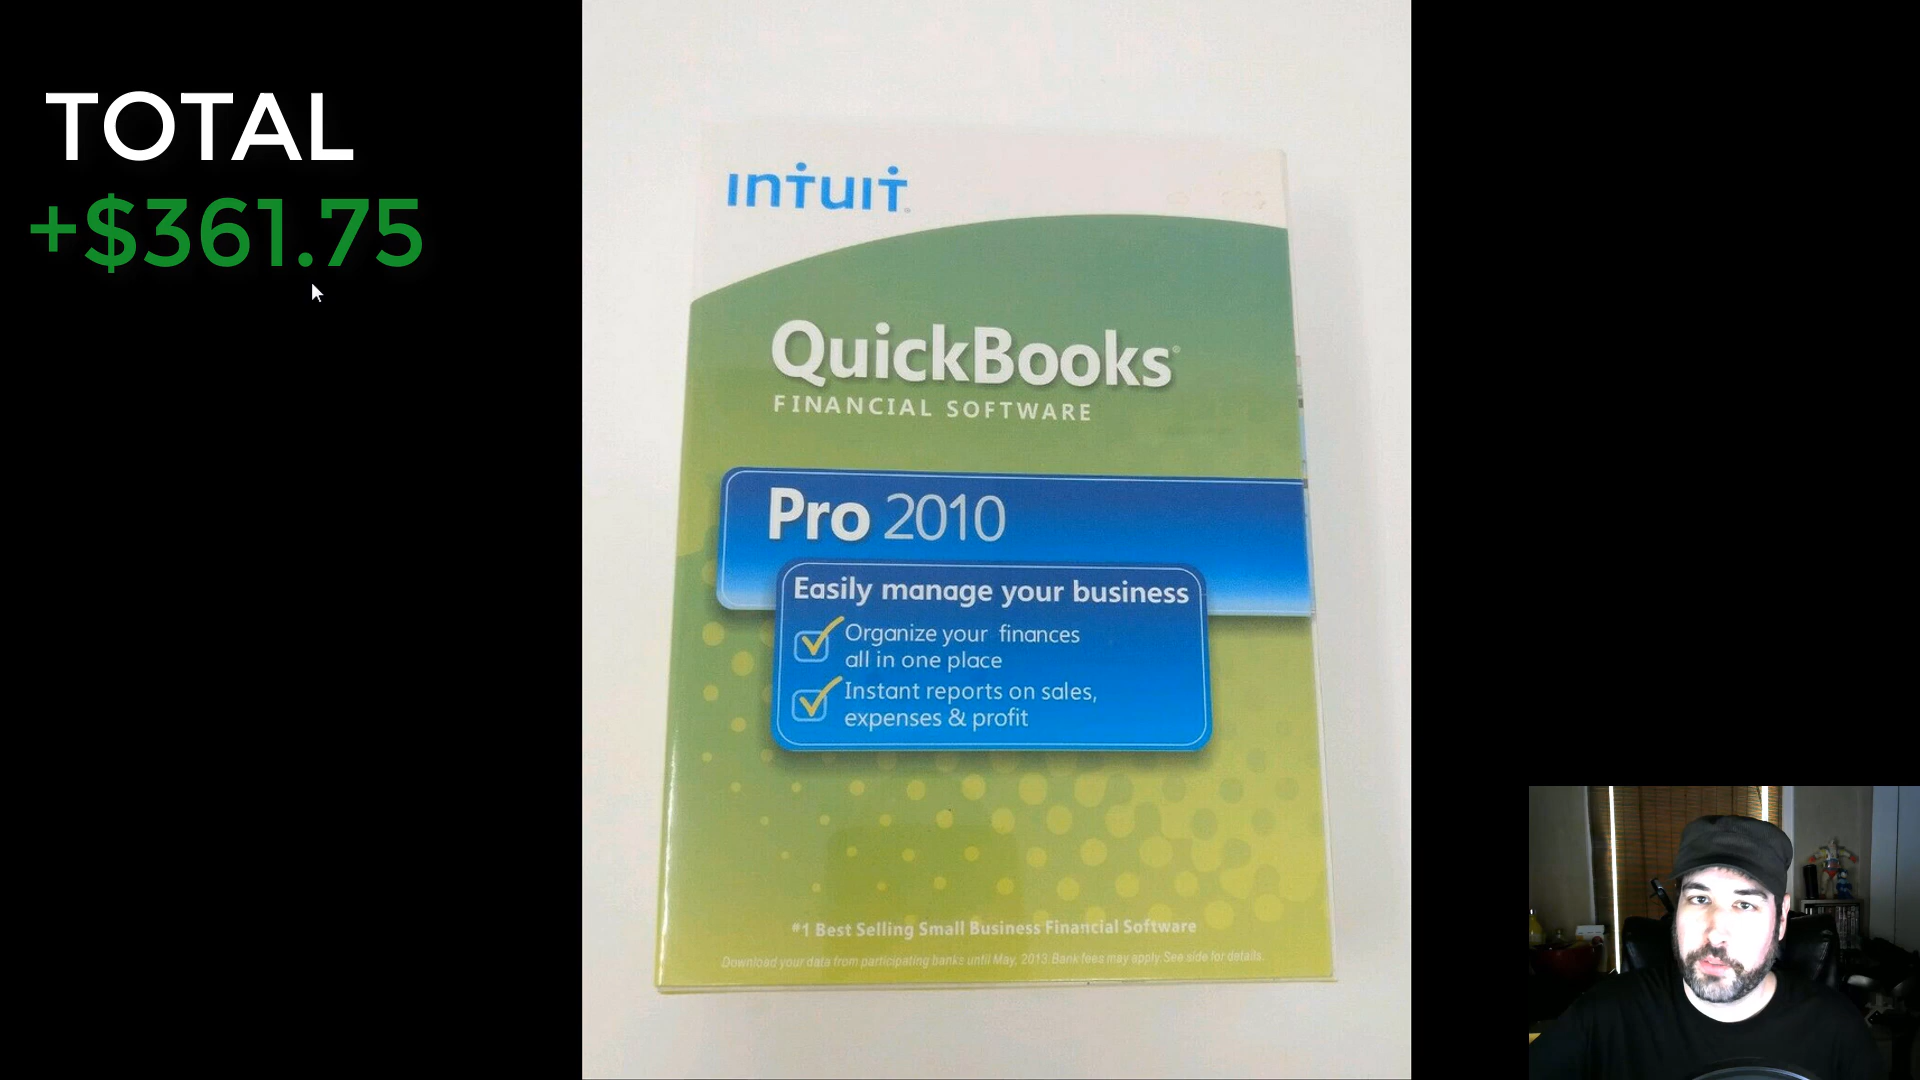 TOTAL
+$361.75
intuit
QuickBooks®
FINANCIAL SOFTWARE
Pro 2010
Easily manage your business
Organize your finances
all in one place
Instant reports on sales,
expenses & profit
#1 Best Selling Small Business Financial Software
Download your data from participating banks until May, 2013. Bank fees may apply. See side for details.